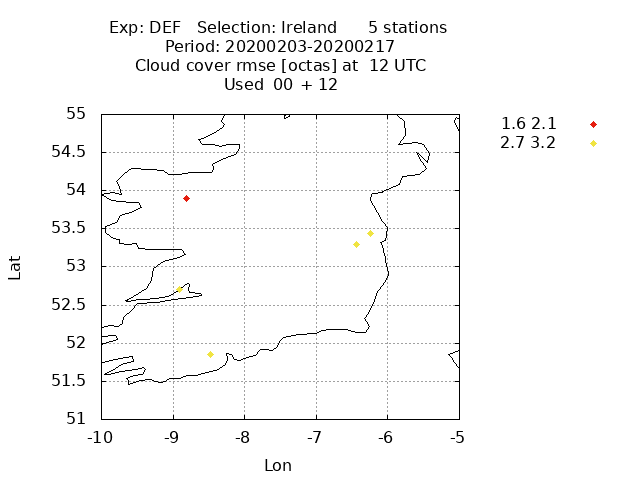 Exp: DEF   Selection: Ireland      5 stations
Period: 20200203-20200217
Cloud cover rmse [octas] at  12 UTC
Used  00 + 12
1.6 2.1
2.7 3.2
55
54.5
54
53.5
53
52.5
52
51.5
51
Lat
-10 -9 -8 -7 -6 -5
Lon